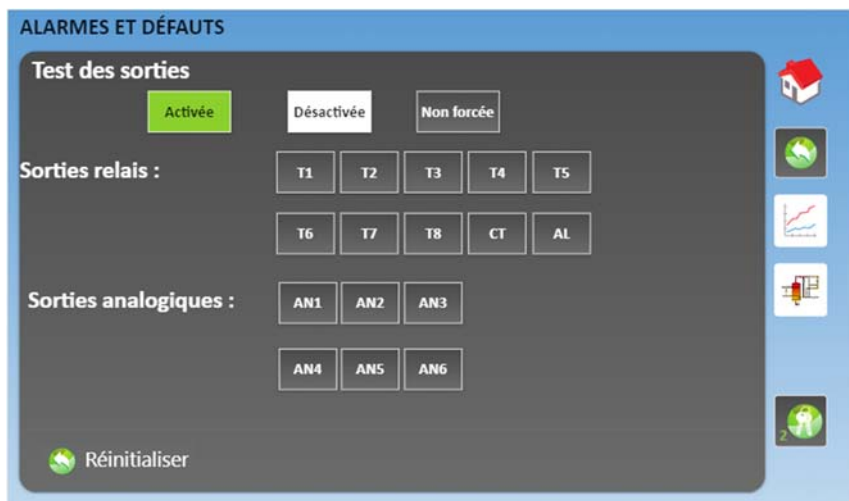 ALARMES ET DÉFAUTS
Test des sorties
Activée Désactivée Non forcée
Sorties relais : T1 T2 T3 T4 T5
T6 T7 T8 CT AL
Sorties analogiques : AN1 AN2 AN3
AN4 AN5 AN6
Réinitialiser
2